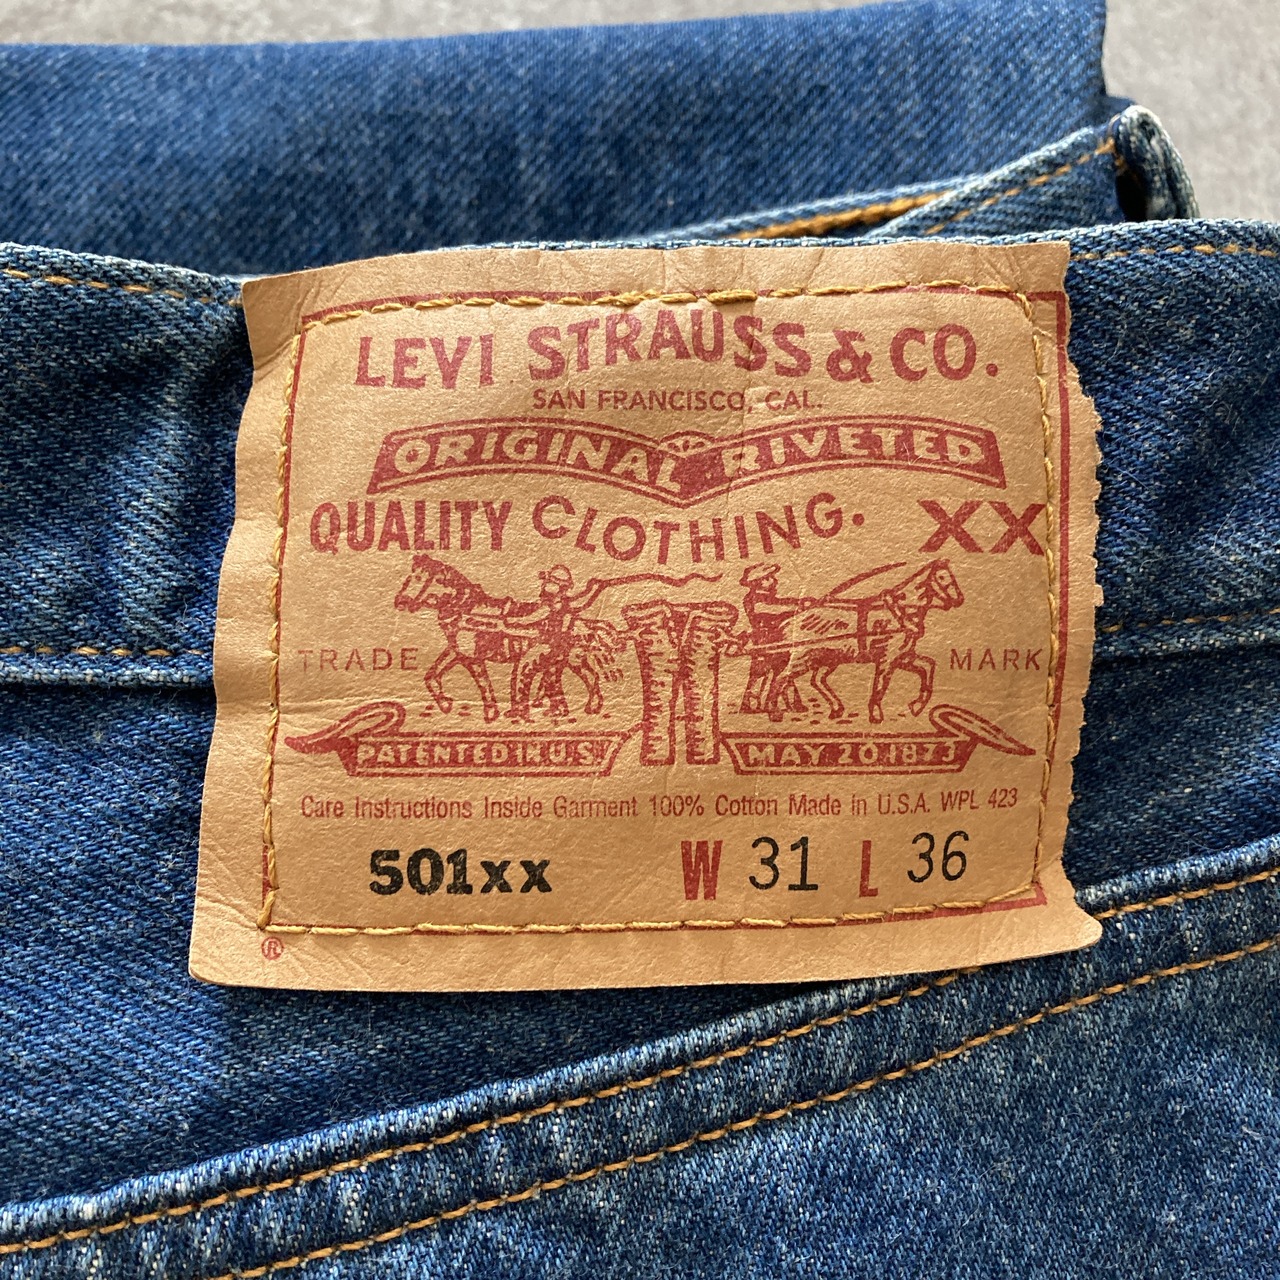 LEVI STRAUSS & CO.
SAN FRANCISCO, CAL.
ORIGINAL RIVETED
QUALITY CLOTHING. XX
TRADE MARK
PATENTED IN U.S. MAY 20 1873
Care Instructions Inside Garment 100% Cotton Made in U.S.A. WPL 423
501xx W 31 L 36
®